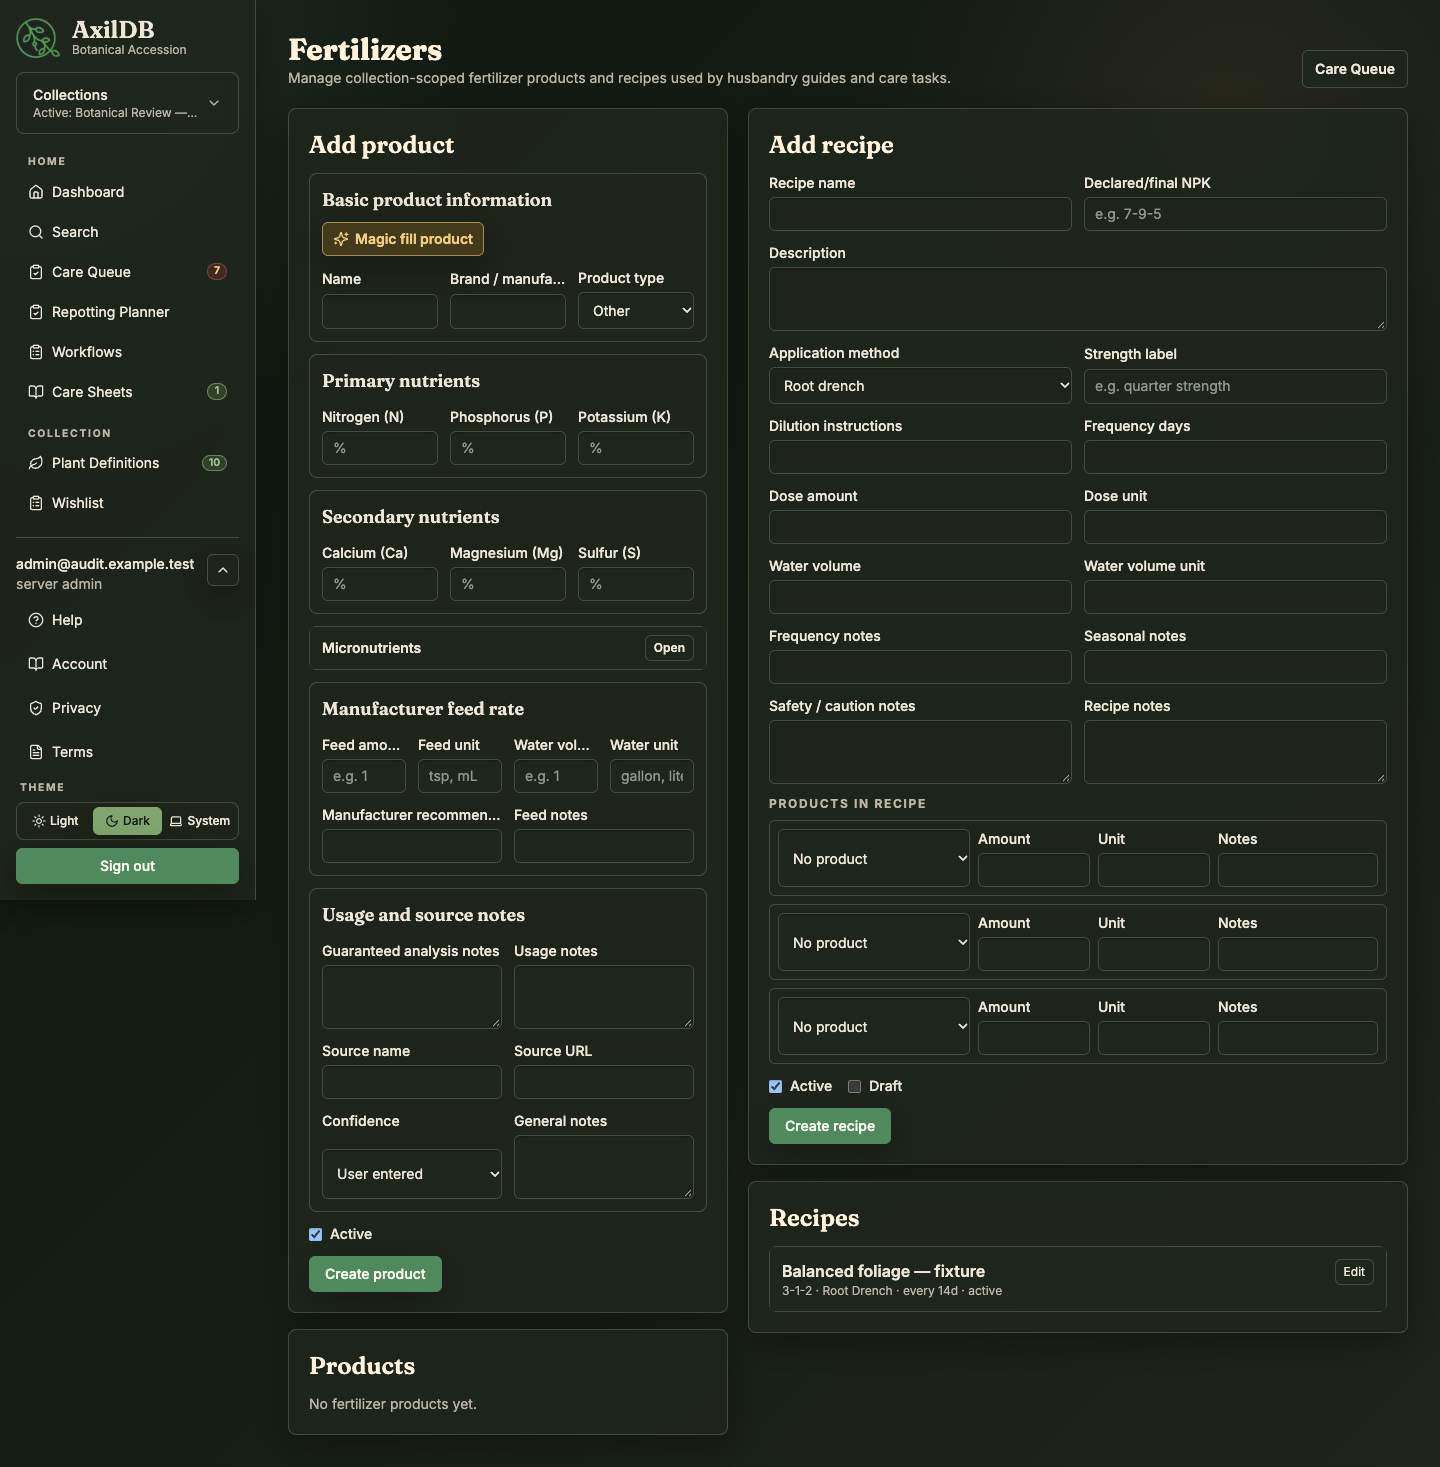 AxilDB
Botanical Accession
Collections
Active: Botanical Review —...
HOME
Dashboard
Search
Care Queue 7
Repotting Planner
Workflows
Care Sheets 1
COLLECTION
Plant Definitions 10
Wishlist
admin@audit.example.test
server admin
Help
Account
Privacy
Terms
THEME
Light Dark System
Sign out
Fertilizers
Manage collection-scoped fertilizer products and recipes used by husbandry guides and care tasks.
Care Queue
Add product
Basic product information
Magic fill product
Name Brand / manufa... Product type
Other
Primary nutrients
Nitrogen (N) Phosphorus (P) Potassium (K)
% % %
Secondary nutrients
Calcium (Ca) Magnesium (Mg) Sulfur (S)
% % %
Micronutrients Open
Manufacturer feed rate
Feed amo... Feed unit Water vol... Water unit
e.g. 1 tsp, mL e.g. 1 gallon, lite
Manufacturer recommen... Feed notes
Usage and source notes
Guaranteed analysis notes Usage notes
Source name Source URL
Confidence General notes
User entered
Active
Create product
Products
No fertilizer products yet.
Add recipe
Recipe name Declared/final NPK
e.g. 7-9-5
Description
Application method Strength label
Root drench e.g. quarter strength
Dilution instructions Frequency days
Dose amount Dose unit
Water volume Water volume unit
Frequency notes Seasonal notes
Safety / caution notes Recipe notes
PRODUCTS IN RECIPE
No product Amount Unit Notes
No product Amount Unit Notes
No product Amount Unit Notes
Active Draft
Create recipe
Recipes
Balanced foliage — fixture Edit
3-1-2 · Root Drench · every 14d · active